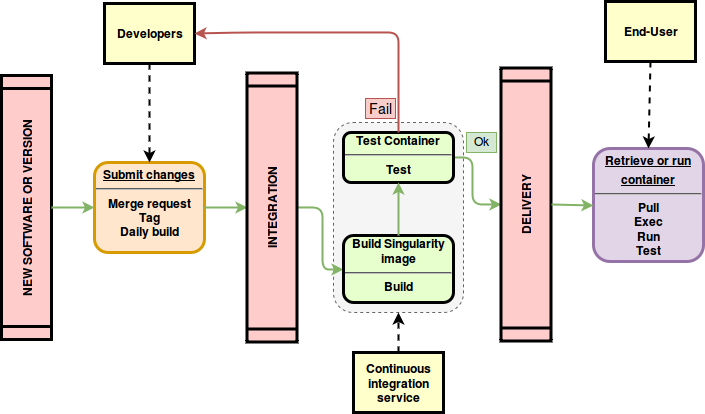 Developers
End-User
NEW SOFTWARE OR VERSION
Submit changes
Merge request
Tag
Daily build
INTEGRATION
Fail
Test Container
Test
Ok
Build Singularity
image
Build
Continuous
integration
service
DELIVERY
Retrieve or run
container
Pull
Exec
Run
Test